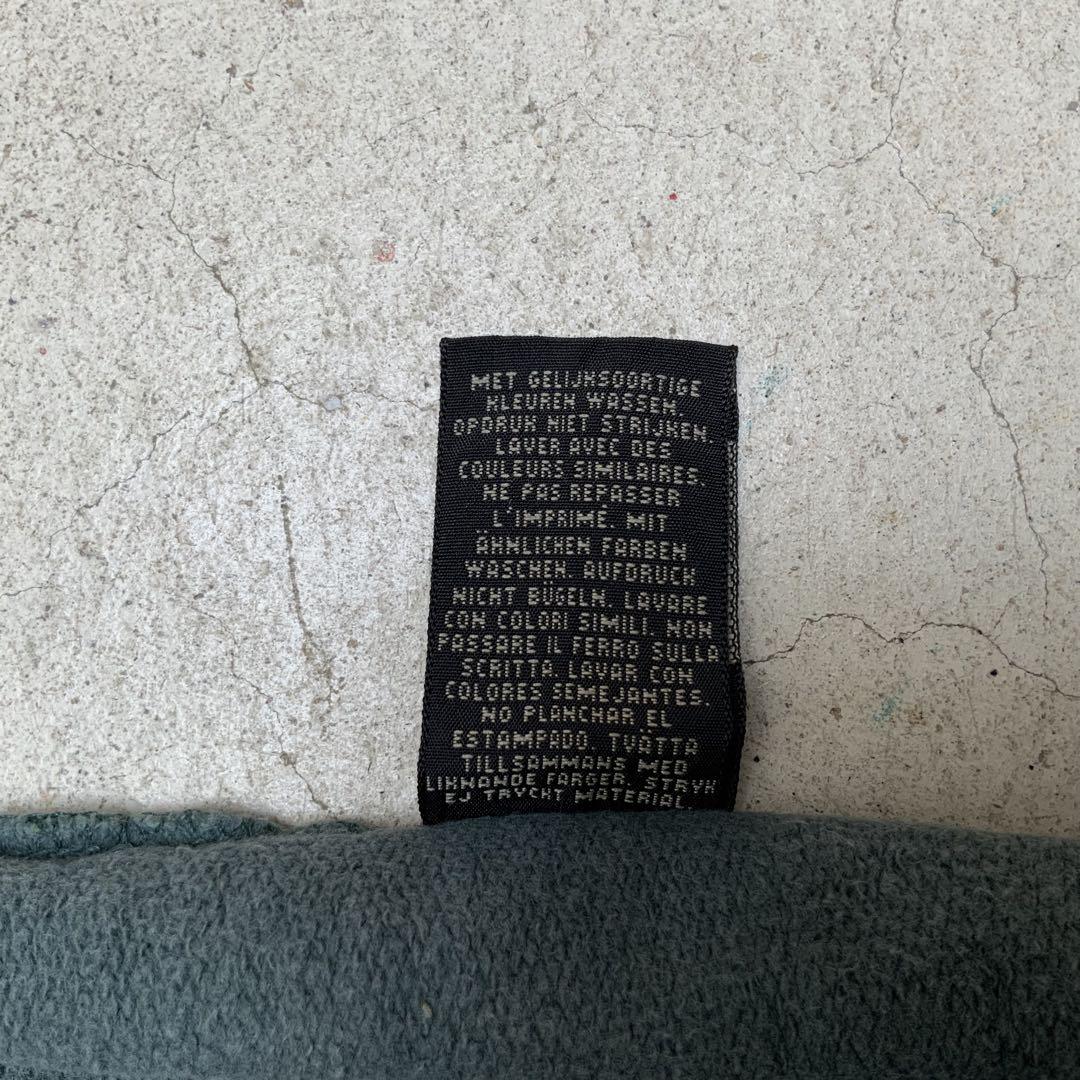 MET GELIJKSOORTIGE
KLEUREN WASSEN.
OPDRUK NIET STRIJKEN.
LAVER AVEC DES
COULEURS SIMILAIRES.
NE PAS REPASSER
L'IMPRIMÉ. MIT
ÄHNLICHEN FARBEN
WASCHEN. AUFDRUCK
NICHT BÜGELN. LAVARE
CON COLORI SIMILI. NON
PASSARE IL FERRO SULLA
SCRITTA. LAVAR CON
COLORES SEMEJANTES.
NO PLANCHAR EL
ESTAMPADO. TVÄTTA
TILLSAMMANS MED
LIKNANDE FÄRGER. STRYK
EJ TRYCKT MATERIAL.